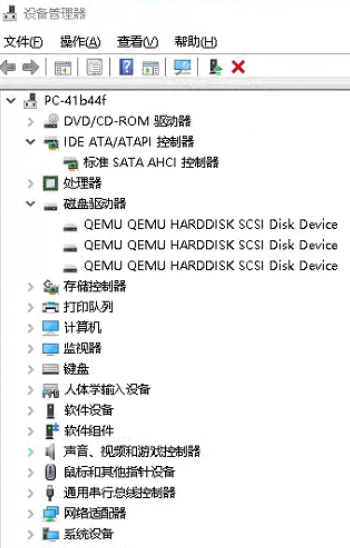 设备管理器
文件(F) 操作(A) 查看(V) 帮助(H)
PC-41b44f
DVD/CD-ROM 驱动器
IDE ATA/ATAPI 控制器
标准 SATA AHCI 控制器
处理器
磁盘驱动器
QEMU QEMU HARDDISK SCSI Disk Device
QEMU QEMU HARDDISK SCSI Disk Device
QEMU QEMU HARDDISK SCSI Disk Device
存储控制器
打印队列
计算机
监视器
键盘
人体学输入设备
软件设备
软件组件
声音、视频和游戏控制器
鼠标和其他指针设备
通用串行总线控制器
网络适配器
系统设备